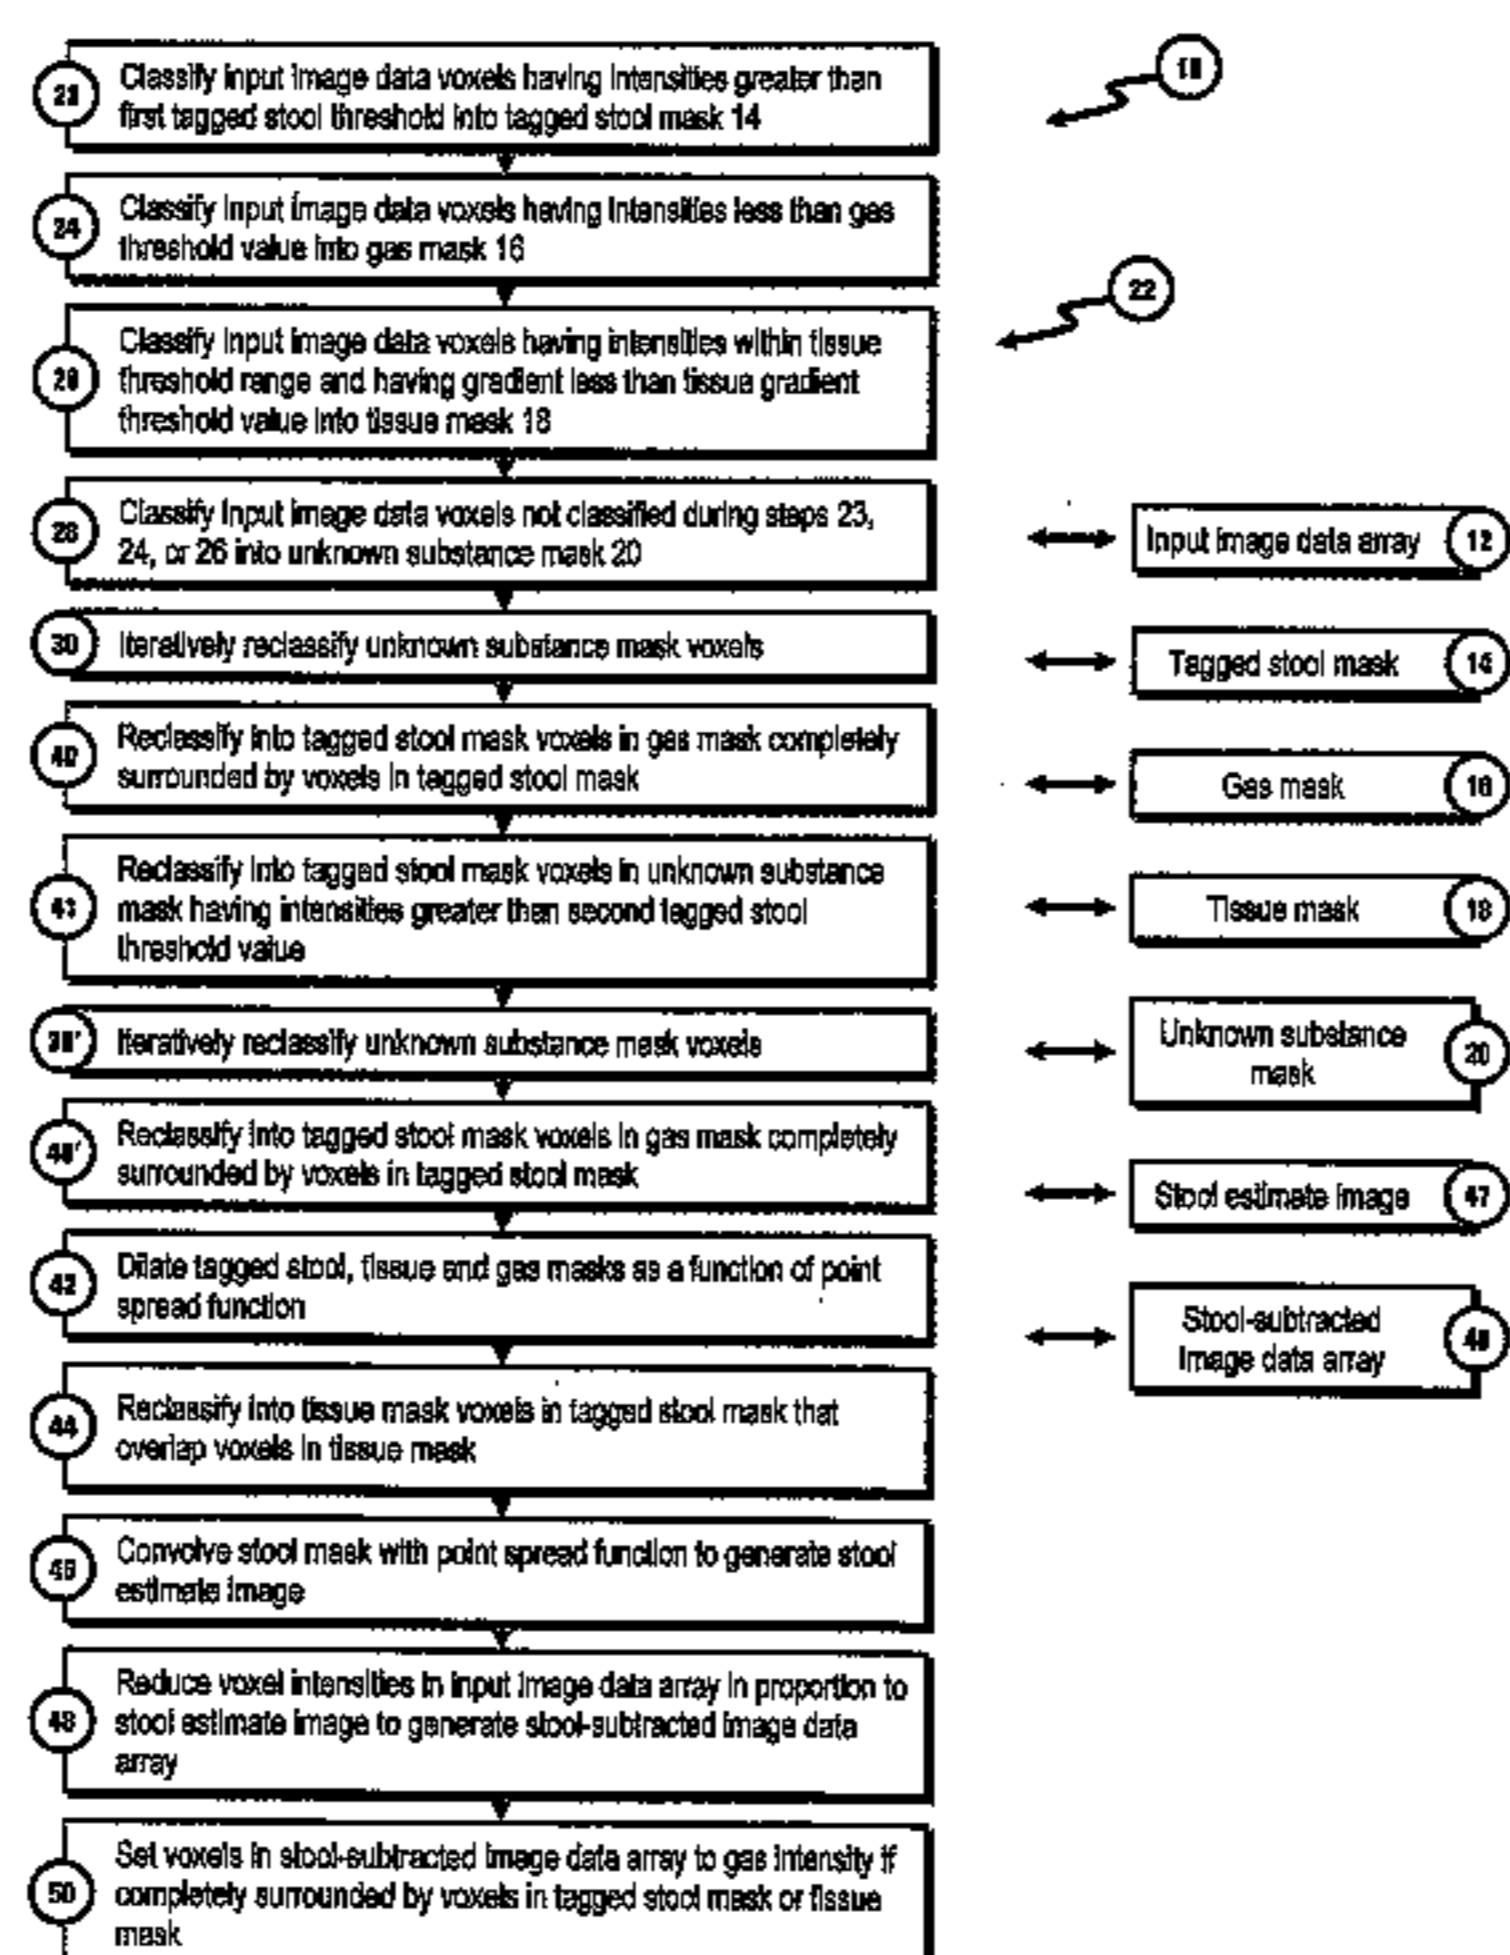 23
Classify input image data voxels having intensities greater than
first tagged stool threshold into tagged stool mask 14
24
Classify input image data voxels having intensities less than gas
threshold value into gas mask 16
Classify input image data voxels having intensities within tissue
threshold range and having gradient less than tissue gradient
threshold value into tissue mask 18
28
Classify input image data voxels not classified during steps 23,
24, or 26 into unknown substance mask 20
30
Iteratively reclassify unknown substance mask voxels
40
Reclassify into tagged stool mask voxels in gas mask completely
surrounded by voxels in tagged stool mask
Reclassify into tagged stool mask voxels in unknown substance
mask having intensities greater than second tagged stool
threshold value
30'
Iteratively reclassify unknown substance mask voxels
40'
Reclassify into tagged stool mask voxels in gas mask completely
surrounded by voxels in tagged stool mask
42
Dilate tagged stool, tissue and gas masks as a function of point
spread function
44
Reclassify into tissue mask voxels in tagged stool mask that
overlap voxels in tissue mask
46
Convolve stool mask with point spread function to generate stool
estimate image
48
Reduce voxel intensities in input image data array in proportion to
stool estimate image to generate stool-subtracted image data
array
50
Set voxels in stool-subtracted image data array to gas intensity if
completely surrounded by voxels in tagged stool mask or tissue
mask
22
Input image data array
12
Tagged stool mask
14
Gas mask
16
Tissue mask
18
Unknown substance
mask
20
Stool estimate image
47
Stool-subtracted
image data array